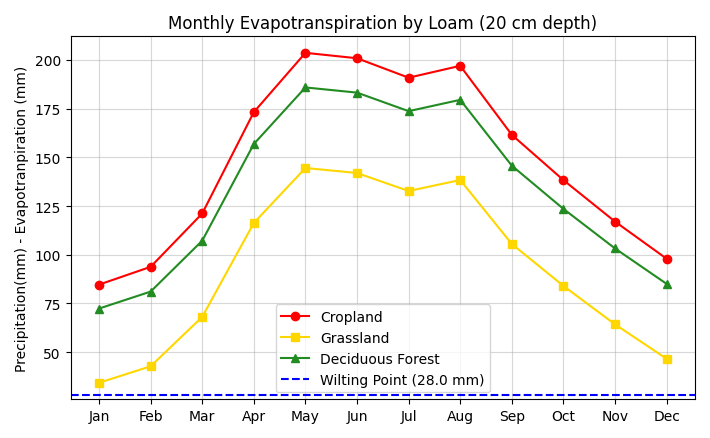 Monthly Evapotranspiration by Loam (20 cm depth)
Precipitation(mm) - Evapotranpiration (mm)
200
175
150
125
100
75
50
Cropland
Grassland
Deciduous Forest
Wilting Point (28.0 mm)
Jan Feb Mar Apr May Jun Jul Aug Sep Oct Nov Dec